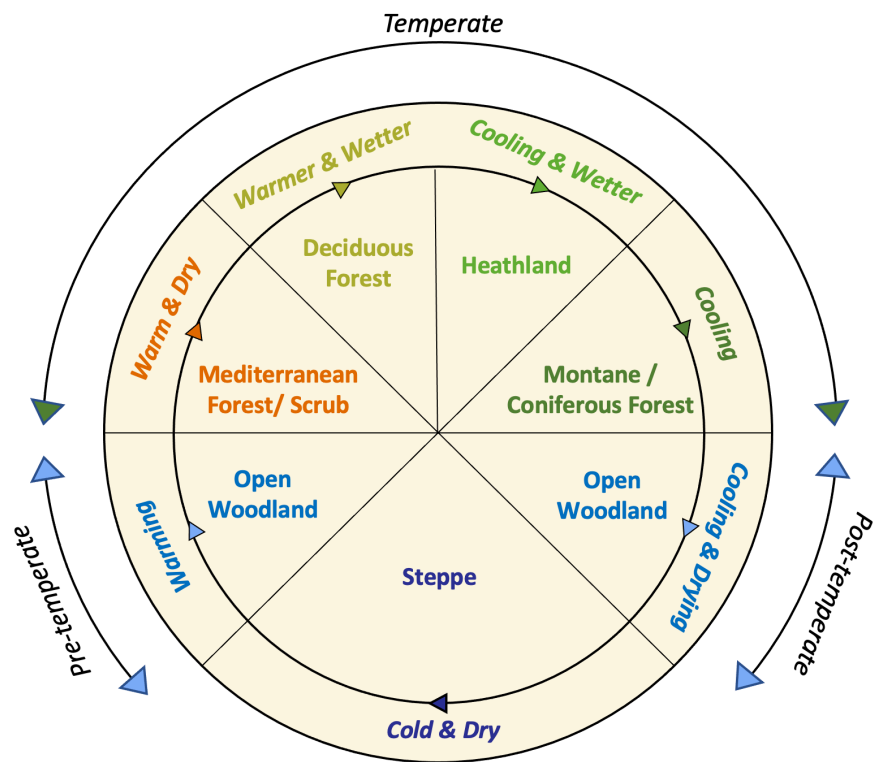 Temperate
Warmer & Wetter
Cooling & Wetter
Deciduous
Forest
Heathland
Warm & Dry
Cooling
Mediterranean
Forest/ Scrub
Montane /
Coniferous Forest
Open
Woodland
Open
Woodland
Warming
Cooling & Drying
Pre-temperate
Post-temperate
Steppe
Cold & Dry